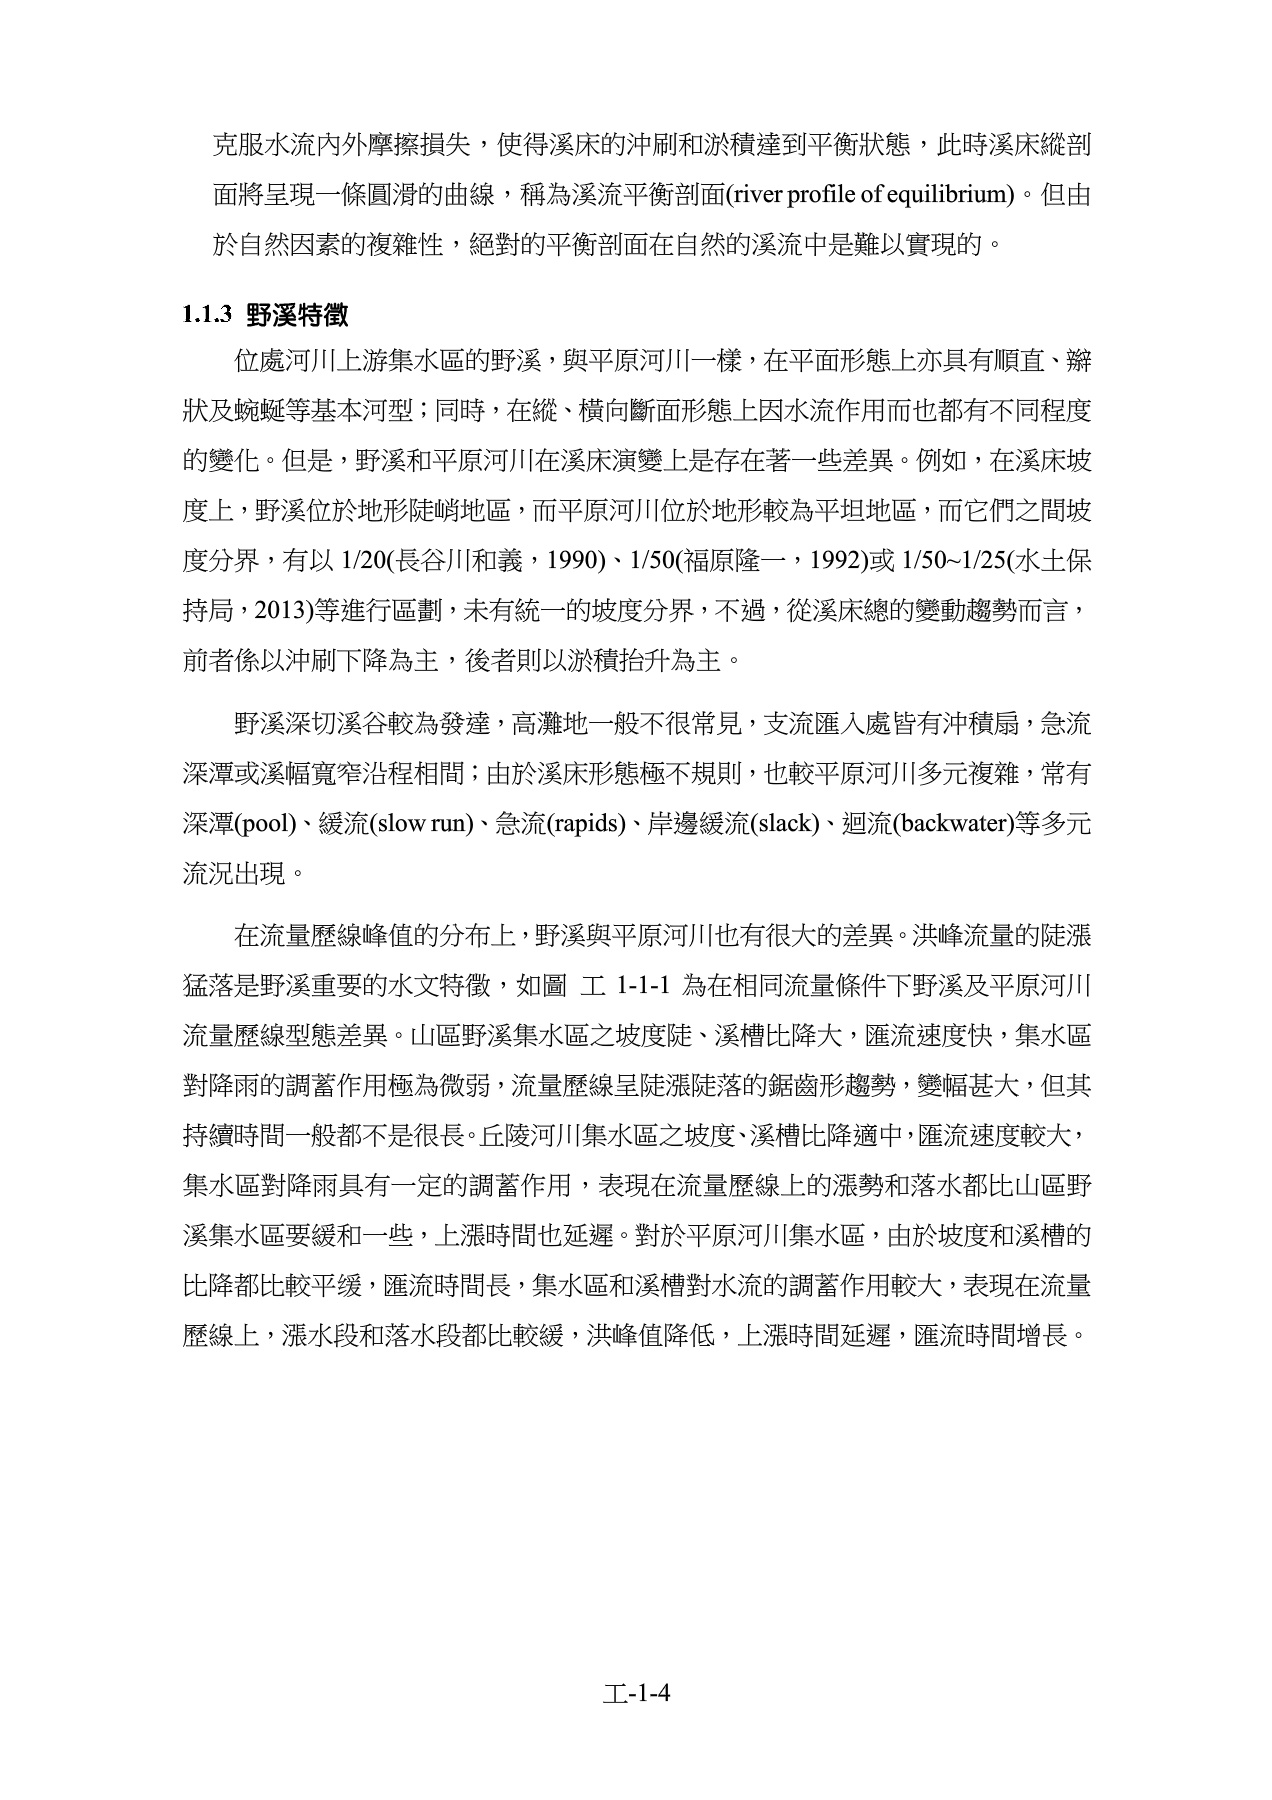 克服水流內外摩擦損失，使得溪床的沖刷和淤積達到平衡狀態，此時溪床縱剖
面將呈現一條圓滑的曲線，稱為溪流平衡剖面(river profile of equilibrium)。但由
於自然因素的複雜性，絕對的平衡剖面在自然的溪流中是難以實現的。
1.1.3 野溪特徵
位處河川上游集水區的野溪，與平原河川一樣，在平面形態上亦具有順直、辮
狀及蜿蜒等基本河型；同時，在縱、橫向斷面形態上因水流作用而也都有不同程度
的變化。但是，野溪和平原河川在溪床演變上是存在著一些差異。例如，在溪床坡
度上，野溪位於地形陡峭地區，而平原河川位於地形較為平坦地區，而它們之間坡
度分界，有以 1/20(長谷川和義，1990)、1/50(福原隆一，1992)或 1/50~1/25(水土保
持局，2013)等進行區劃，未有統一的坡度分界，不過，從溪床總的變動趨勢而言，
前者係以沖刷下降為主，後者則以淤積抬升為主。
野溪深切溪谷較為發達，高灘地一般不很常見，支流匯入處皆有沖積扇，急流
深潭或溪幅寬窄沿程相間；由於溪床形態極不規則，也較平原河川多元複雜，常有
深潭(pool)、緩流(slow run)、急流(rapids)、岸邊緩流(slack)、迴流(backwater)等多元
流況出現。
在流量歷線峰值的分布上，野溪與平原河川也有很大的差異。洪峰流量的陡漲
猛落是野溪重要的水文特徵，如圖 工 1-1-1 為在相同流量條件下野溪及平原河川
流量歷線型態差異。山區野溪集水區之坡度陡、溪槽比降大，匯流速度快，集水區
對降雨的調蓄作用極為微弱，流量歷線呈陡漲陡落的鋸齒形趨勢，變幅甚大，但其
持續時間一般都不是很長。丘陵河川集水區之坡度、溪槽比降適中，匯流速度較大，
集水區對降雨具有一定的調蓄作用，表現在流量歷線上的漲勢和落水都比山區野
溪集水區要緩和一些，上漲時間也延遲。對於平原河川集水區，由於坡度和溪槽的
比降都比較平緩，匯流時間長，集水區和溪槽對水流的調蓄作用較大，表現在流量
歷線上，漲水段和落水段都比較緩，洪峰值降低，上漲時間延遲，匯流時間增長。
工-1-4